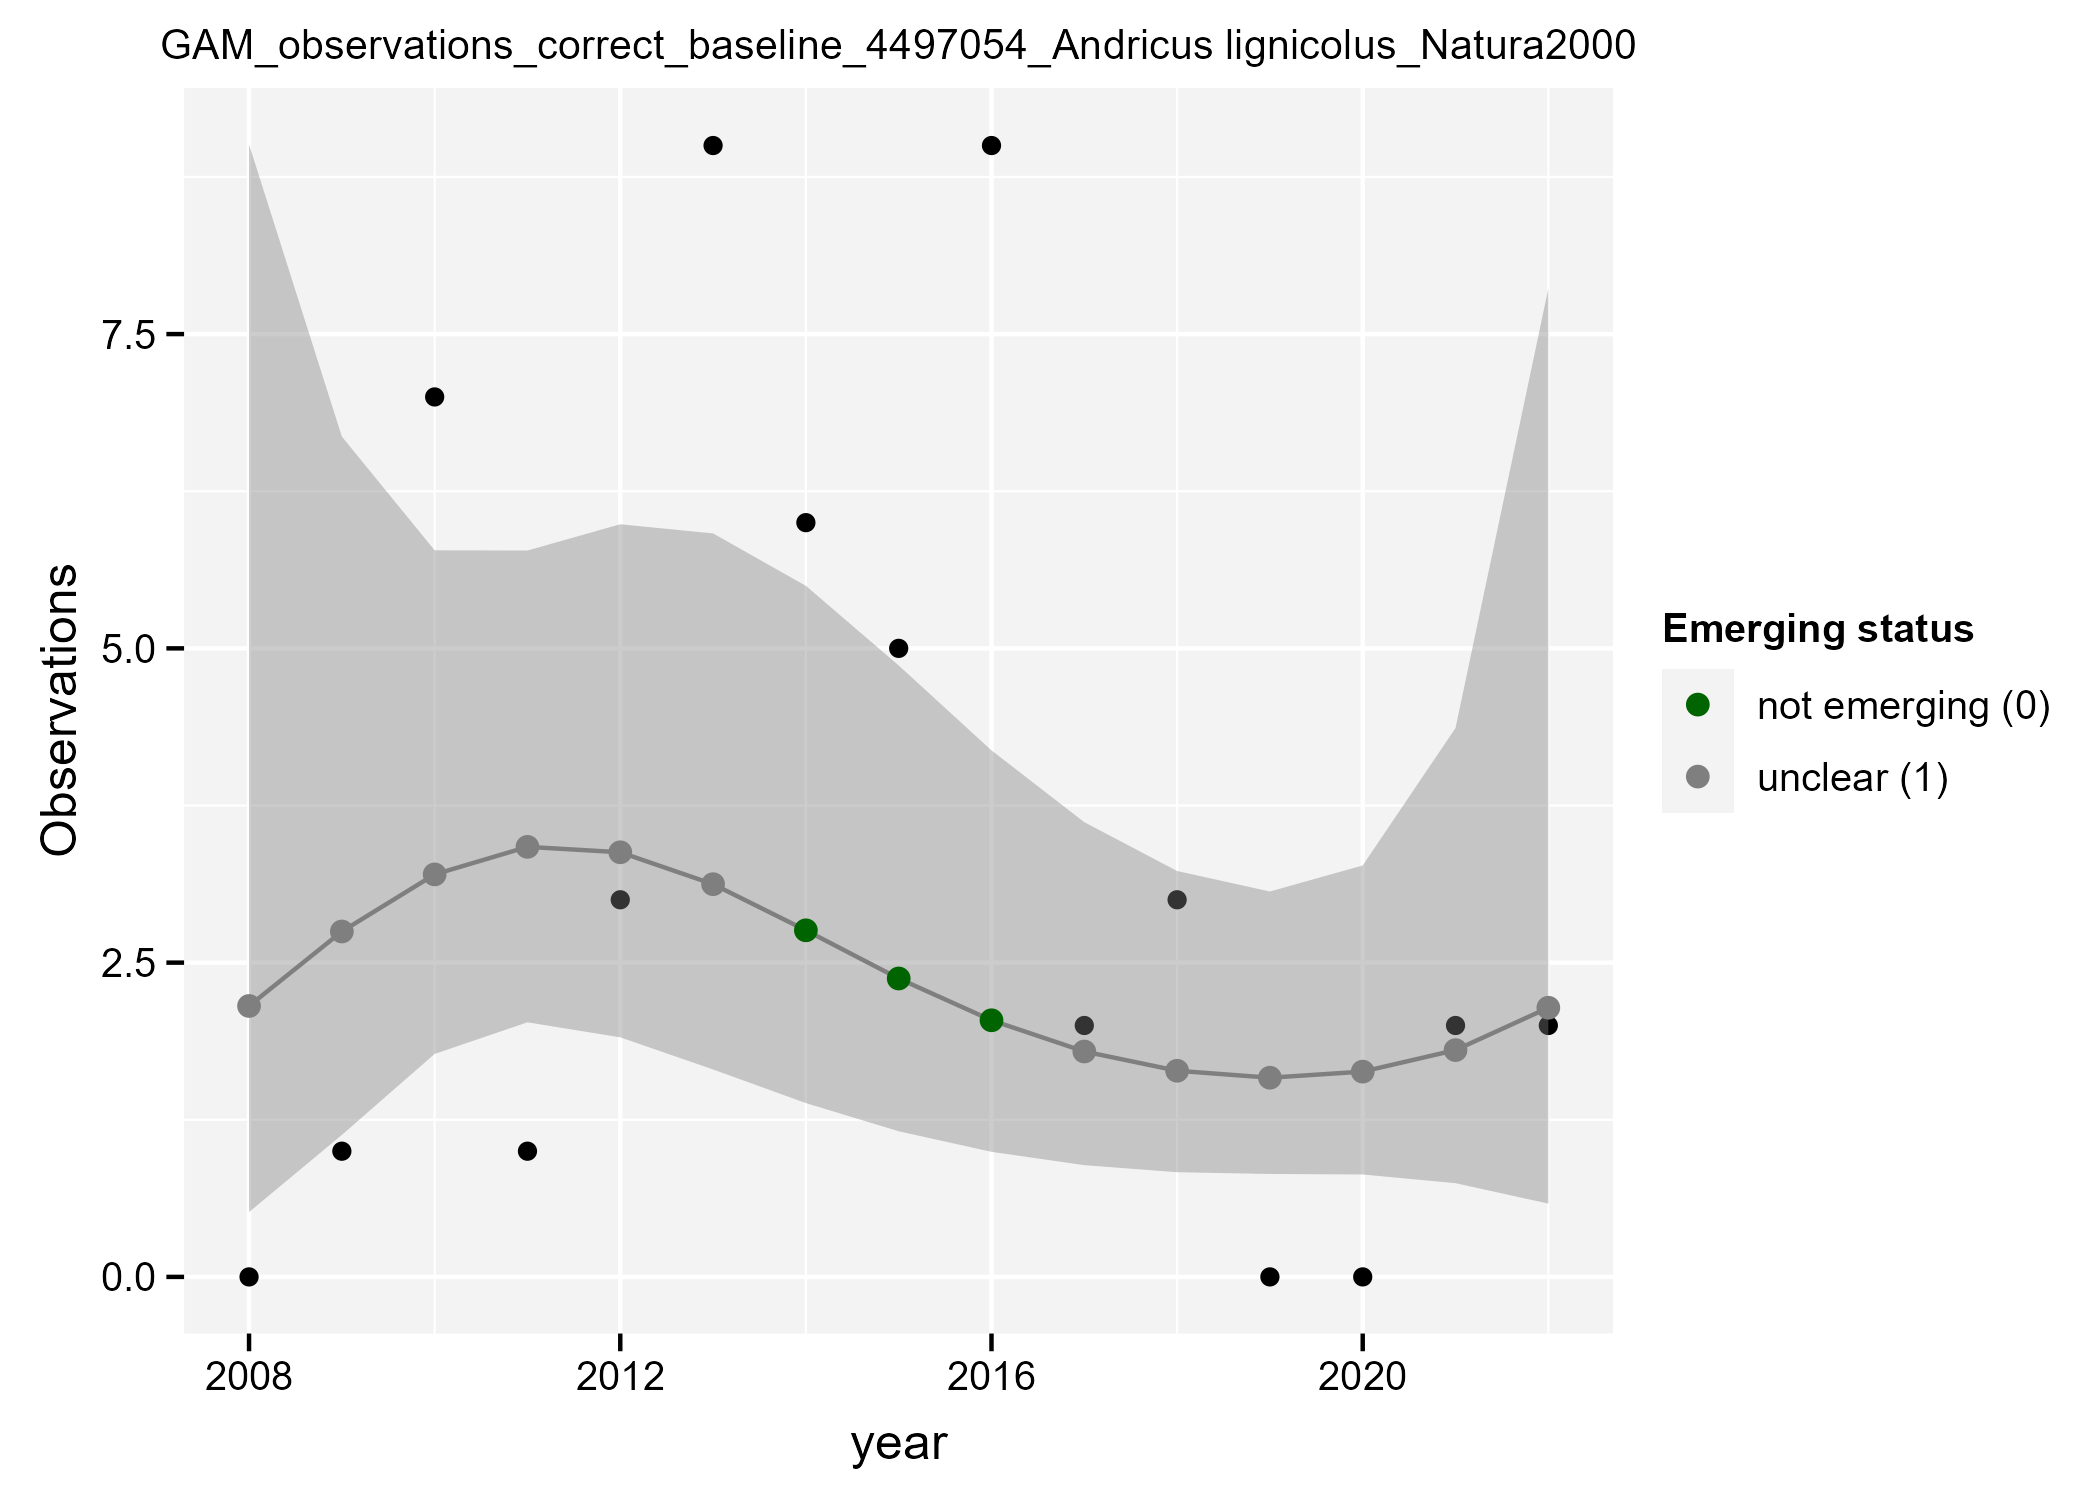 GAM_observations_correct_baseline_4497054_Andricus lignicolus_Natura2000
7.5
5.0
2.5
0.0
Observations
2008
2012
2016
2020
year
Emerging status
not emerging (0)
unclear (1)